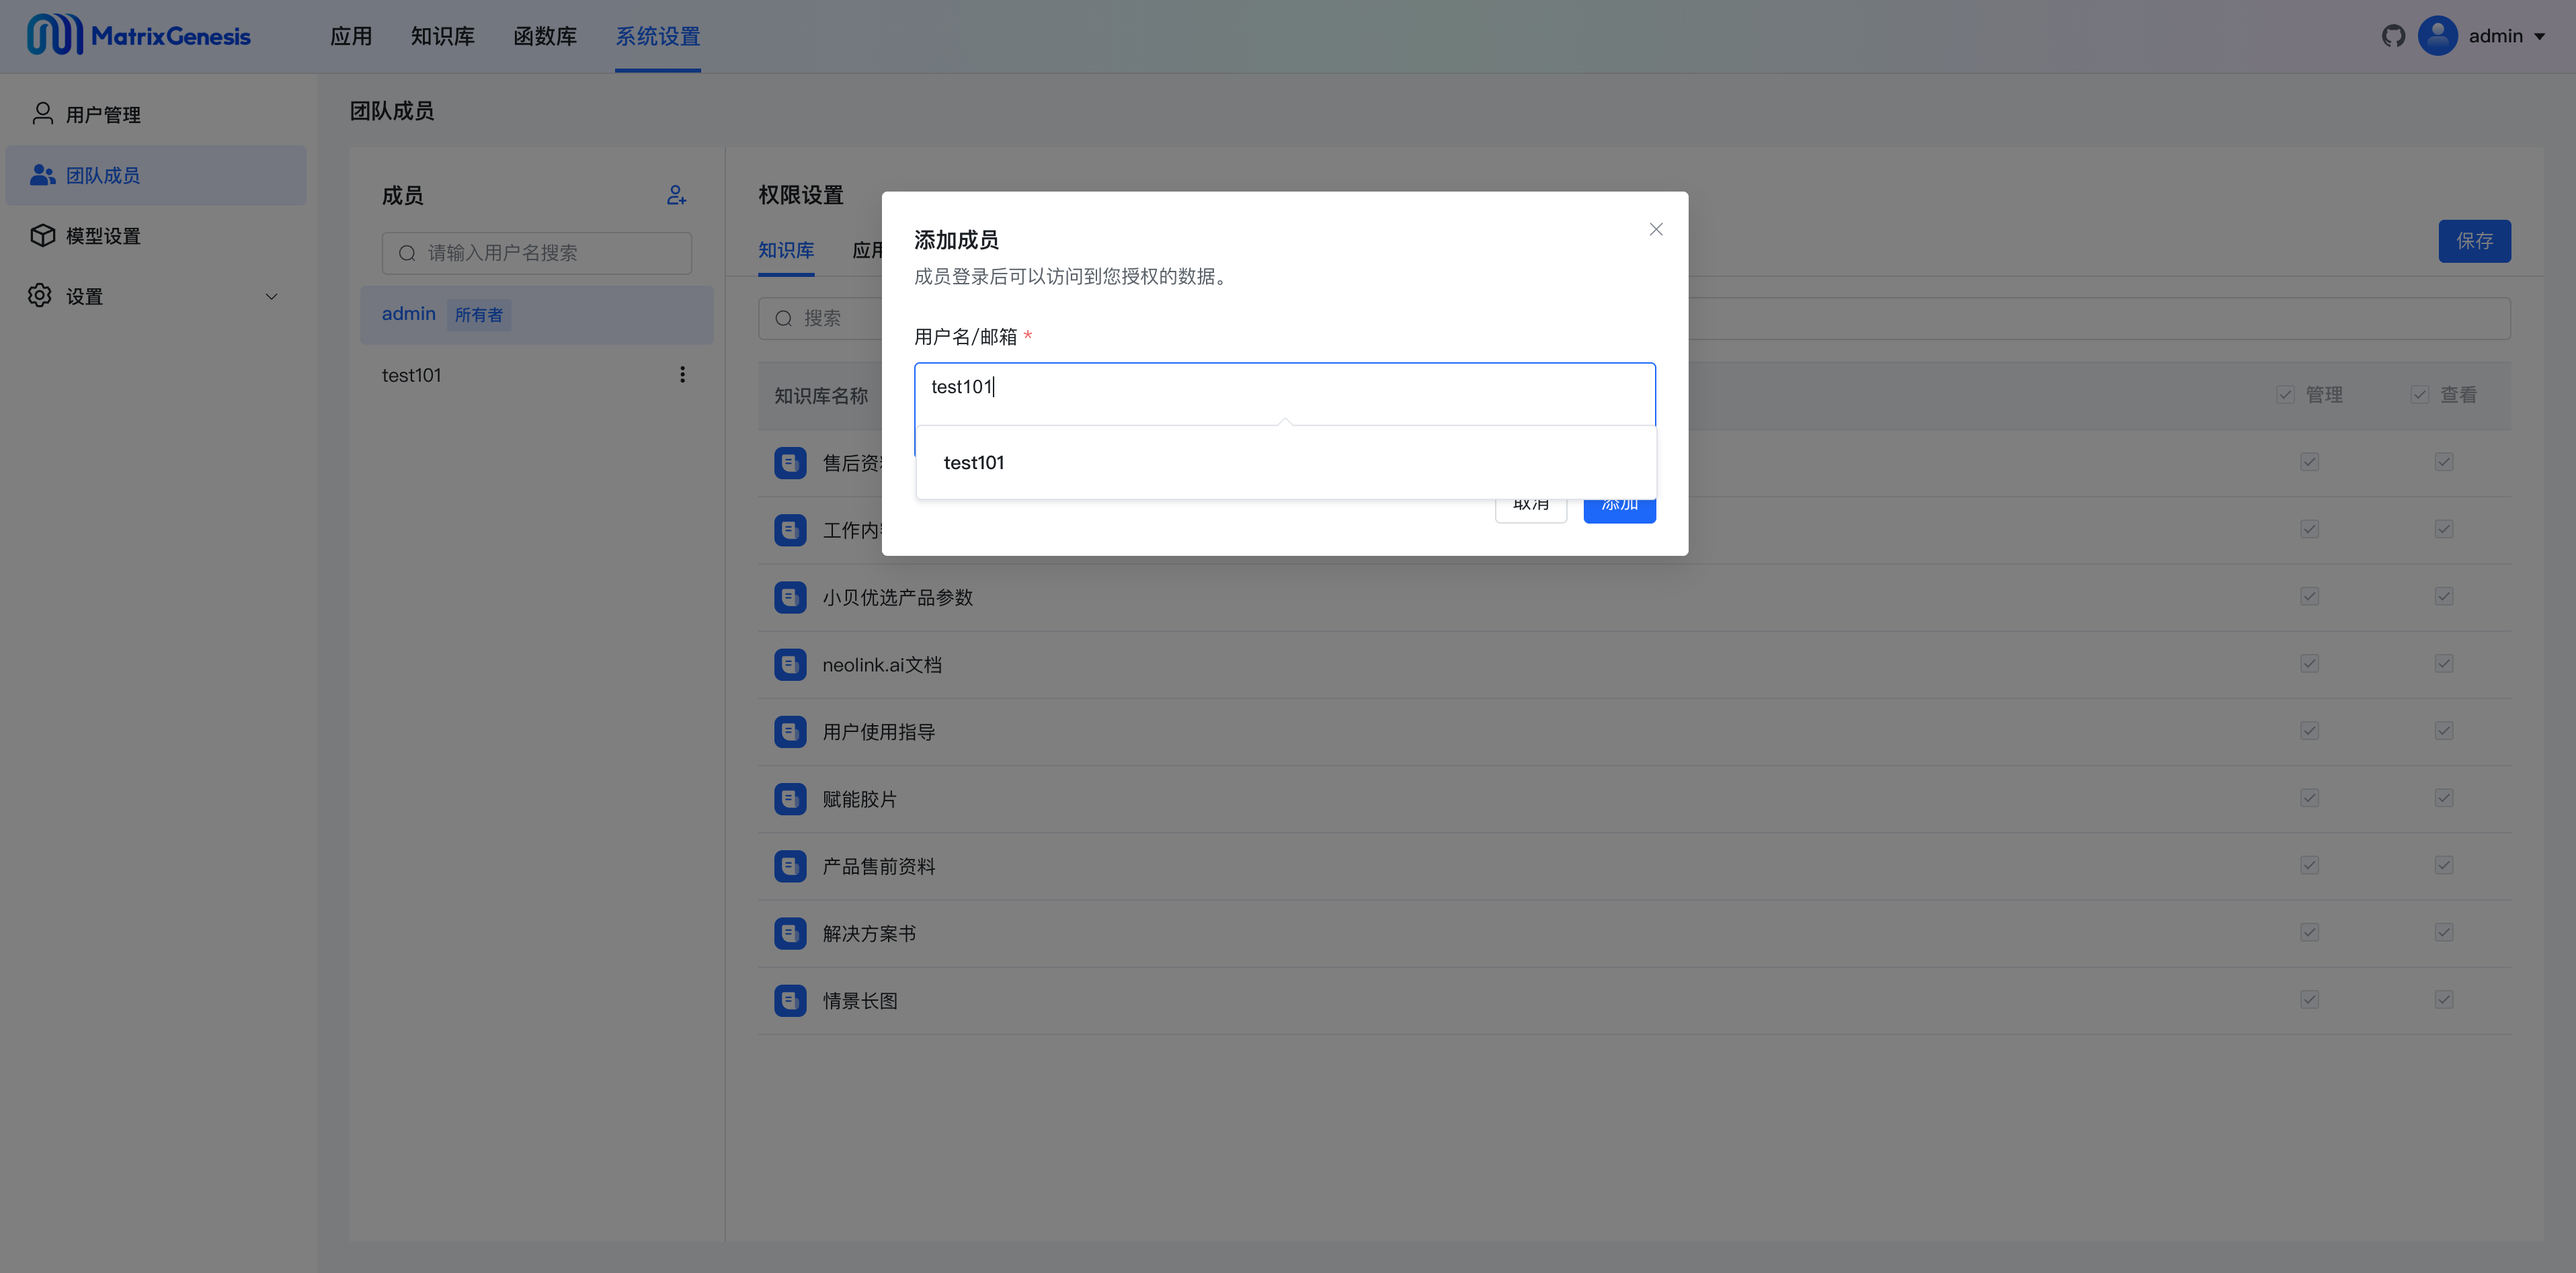 MatrixGenesis
应用
知识库
函数库
系统设置
admin
用户管理
团队成员
模型设置
设置
团队成员
成员
请输入用户名搜索
admin 所有者
test101
权限设置
知识库
保存
搜索
知识库名称
管理
查看
售后资
工作内
小贝优选产品参数
neolink.ai文档
用户使用指导
赋能胶片
产品售前资料
解决方案书
情景长图
添加成员
成员登录后可以访问到您授权的数据。
用户名/邮箱 *
test101
test101
取消
添加